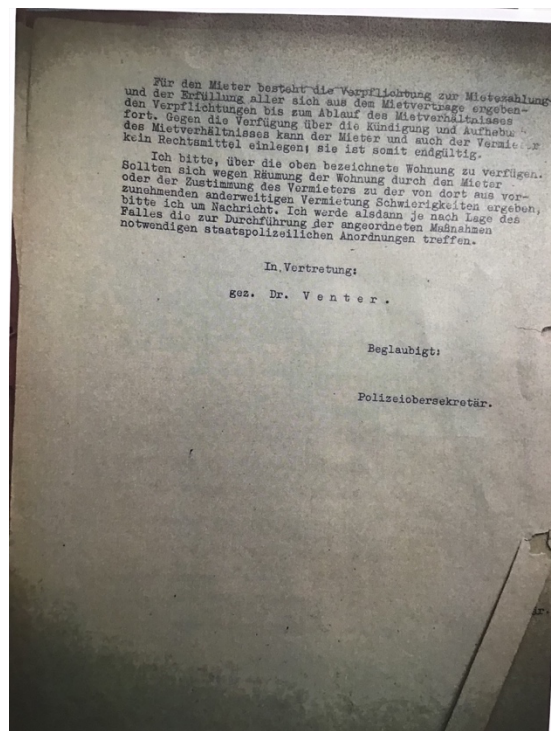 Für den Mieter besteht die Verpflichtung zur Mietezahlung
und der Erfüllung aller sich aus dem Mietvertrage ergeben-
den Verpflichtungen bis zum Ablauf des Mietverhältnisses
fort. Gegen die Verfügung über die Kündigung und Aufhebu
des Mietverhältnisses kann der Mieter und auch der Vermieter
kein Rechtsmittel einlegen; sie ist somit endgültig.
Ich bitte, über die oben bezeichnete Wohnung zu verfügen.
Sollten sich wegen Räumung der Wohnung durch den Mieter
oder der Zustimmung des Vermieters zu der von dort aus vor-
zunehmenden anderweitigen Vermietung Schwierigkeiten ergeben,
bitte ich um Nachricht. Ich werde alsdann je nach Lage des
Falles die zur Durchführung der angeordneten Maßnahmen
notwendigen staatspolizeilichen Anordnungen treffen.
In Vertretung:
gez. Dr. V e n t e r .
Beglaubigt:
Polizeiobersekretär.